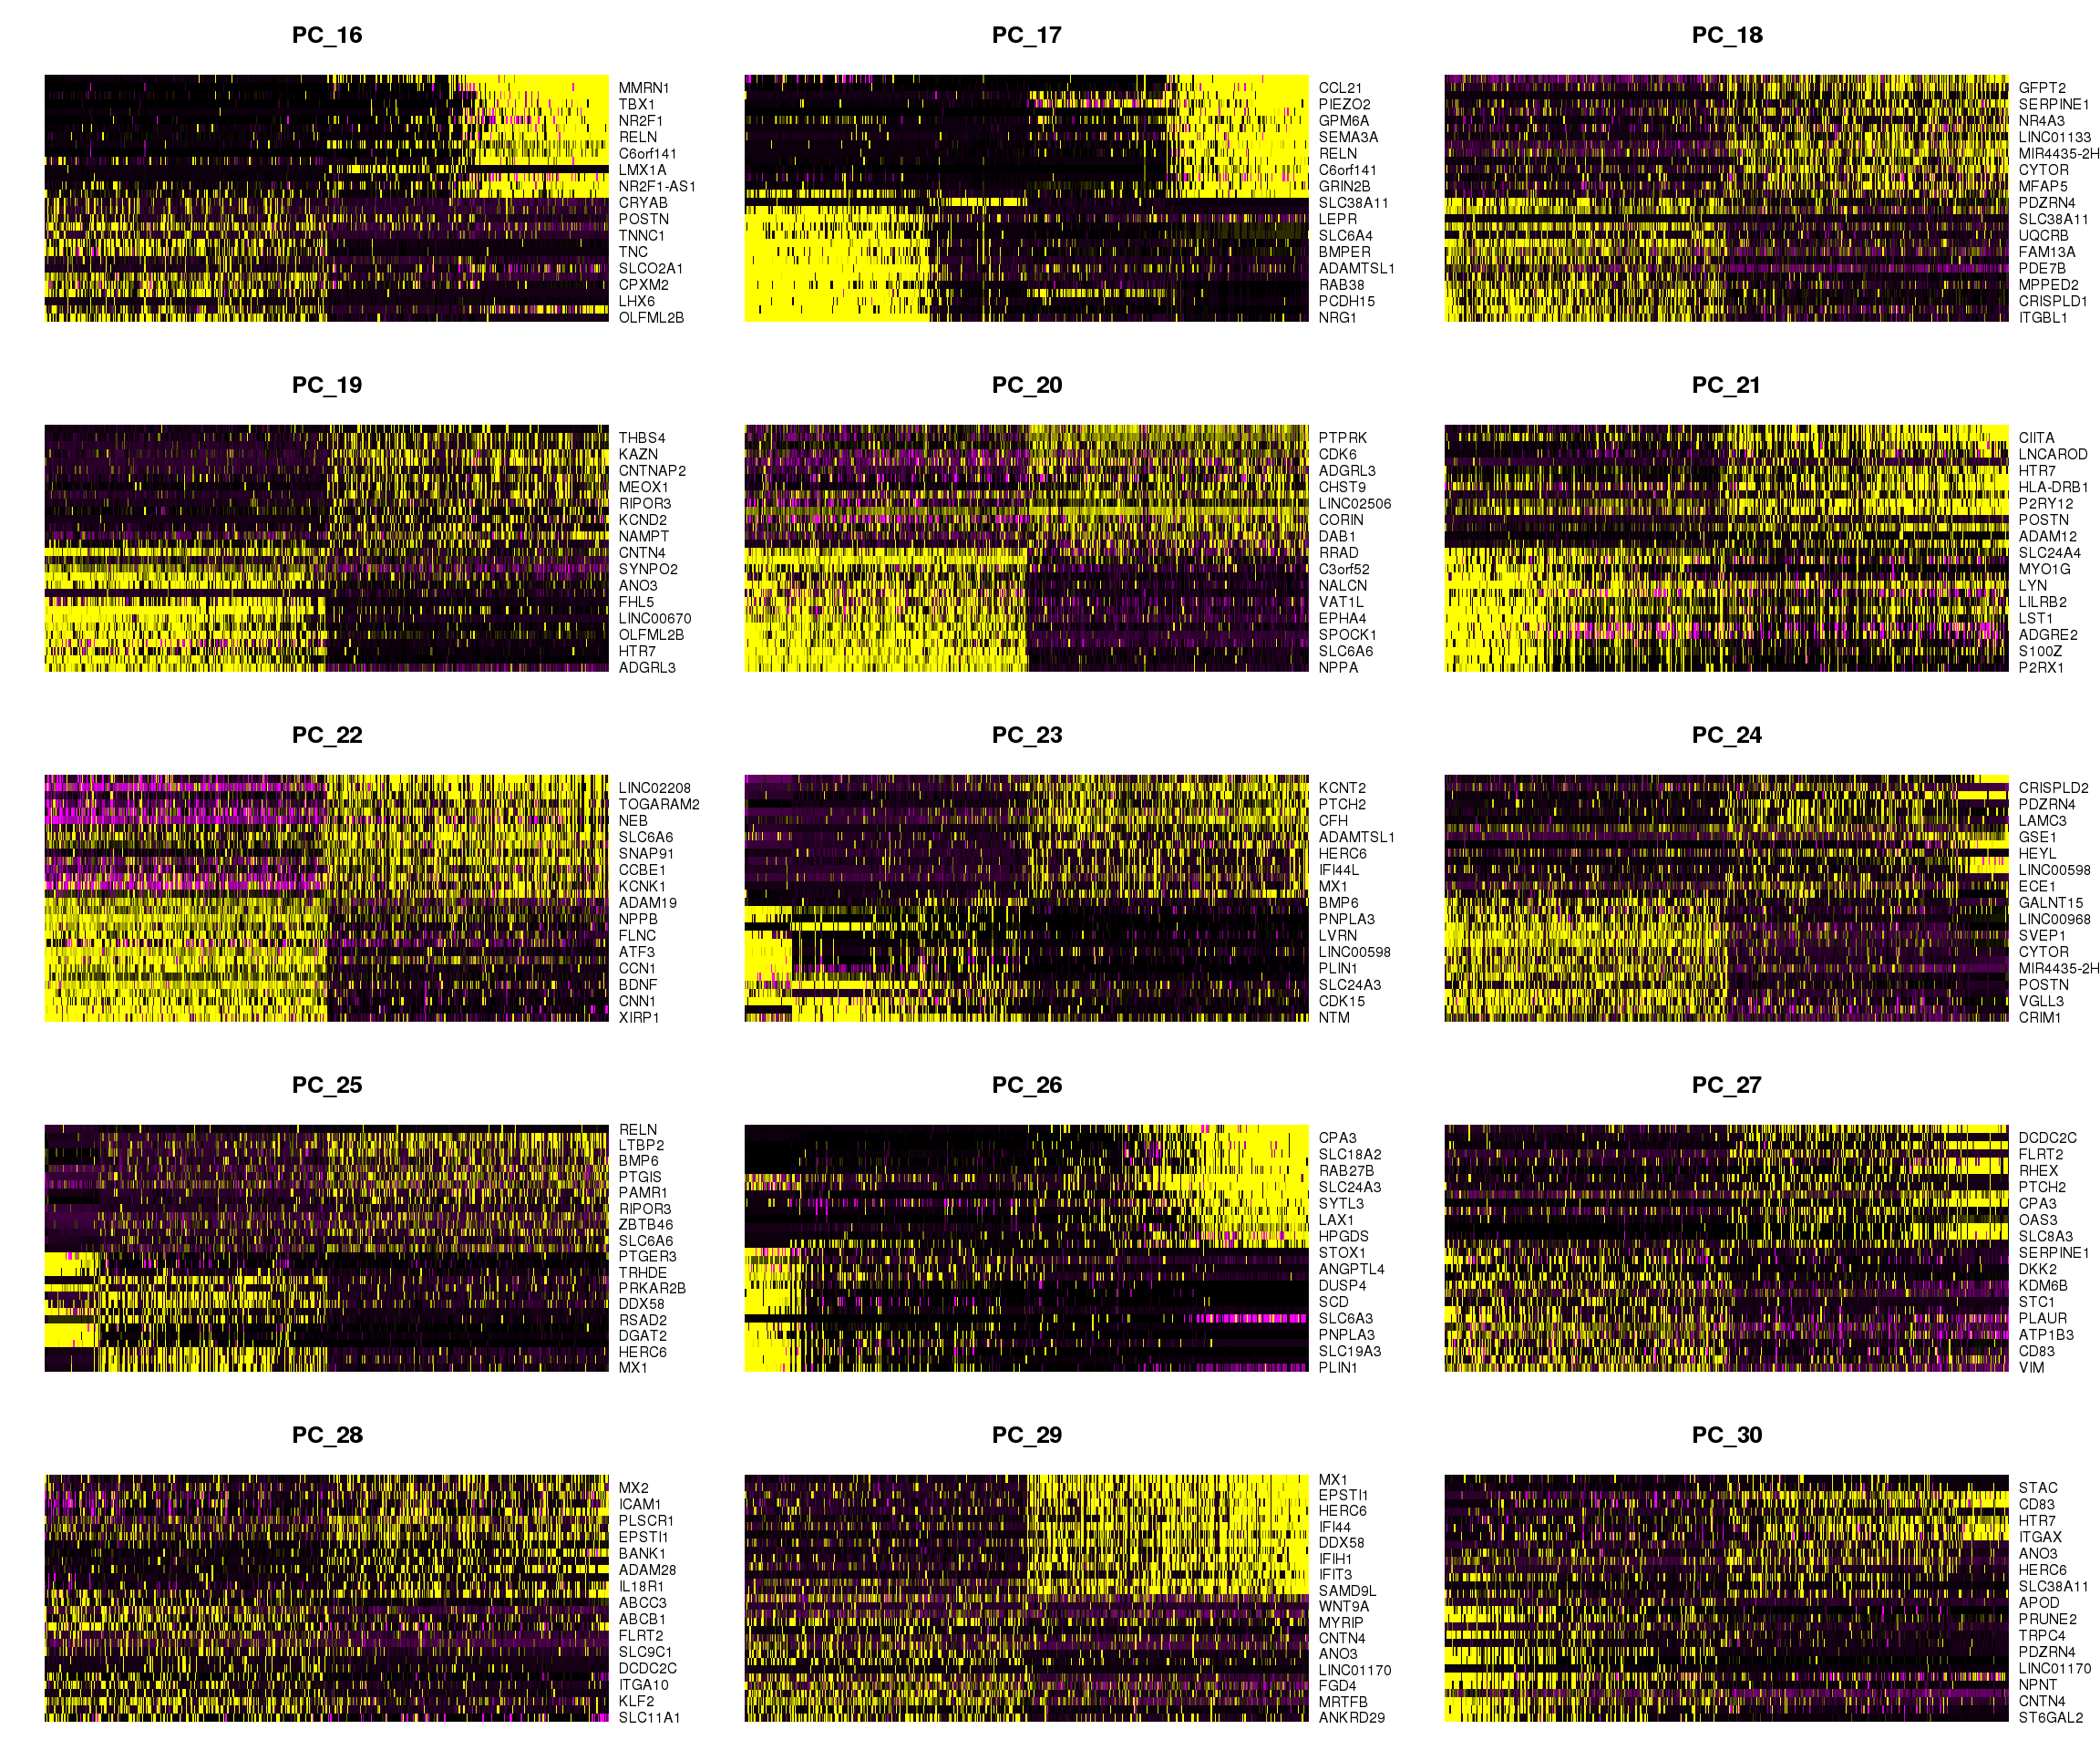 PC_16
MMRN1
TBX1
NR2F1
RELN
C6orf141
LMX1A
NR2F1-AS1
CRYAB
POSTN
TNNC1
TNC
SLCO2A1
CPXM2
LHX6
OLFML2B
PC_17
CCL21
PIEZO2
GPM6A
SEMA3A
RELN
C6orf141
GRIN2B
SLC38A11
LEPR
SLC6A4
BMPER
ADAMTSL1
RAB38
PCDH15
NRG1
PC_18
GFPT2
SERPINE1
NR4A3
LINC01133
MIR4435-2H
CYTOR
MFAP5
PDZRN4
SLC38A11
UQCRB
FAM13A
PDE7B
MPPED2
CRISPLD1
ITGBL1
PC_19
THBS4
KAZN
CNTNAP2
MEOX1
RIPOR3
KCND2
NAMPT
CNTN4
SYNPO2
ANO3
FHL5
LINC00670
OLFML2B
HTR7
ADGRL3
PC_20
PTPRK
CDK6
ADGRL3
CHST9
LINC02506
CORIN
DAB1
RRAD
C3orf52
NALCN
VAT1L
EPHA4
SPOCK1
SLC6A6
NPPA
PC_21
CIITA
LNCAROD
HTR7
HLA-DRB1
P2RY12
POSTN
ADAM12
SLC24A4
MYO1G
LYN
LILRB2
LST1
ADGRE2
S100Z
P2RX1
PC_22
LINC02208
TOGARAM2
NEB
SLC6A6
SNAP91
CCBE1
KCNK1
ADAM19
NPPB
FLNC
ATF3
CCN1
BDNF
CNN1
XIRP1
PC_23
KCNT2
PTCH2
CFH
ADAMTSL1
HERC6
IFI44L
MX1
BMP6
PNPLA3
LVRN
LINC00598
PLIN1
SLC24A3
CDK15
NTM
PC_24
CRISPLD2
PDZRN4
LAMC3
GSE1
HEYL
LINC00598
ECE1
GALNT15
LINC00968
SVEP1
CYTOR
MIR4435-2H
POSTN
VGLL3
CRIM1
PC_25
RELN
LTBP2
BMP6
PTGIS
PAMR1
RIPOR3
ZBTB46
SLC6A6
PTGER3
TRHDE
PRKAR2B
DDX58
RSAD2
DGAT2
HERC6
MX1
PC_26
CPA3
SLC18A2
RAB27B
SLC24A3
SYTL3
LAX1
HPGDS
STOX1
ANGPTL4
DUSP4
SCD
SLC6A3
PNPLA3
SLC19A3
PLIN1
PC_27
DCDC2C
FLRT2
RHEX
PTCH2
CPA3
OAS3
SLC8A3
SERPINE1
DKK2
KDM6B
STC1
PLAUR
ATP1B3
CD83
VIM
PC_28
MX2
ICAM1
PLSCR1
EPSTI1
BANK1
ADAM28
IL18R1
ABCC3
ABCB1
FLRT2
SLC9C1
DCDC2C
ITGA10
KLF2
SLC11A1
PC_29
MX1
EPSTI1
HERC6
IFI44
DDX58
IFIH1
IFIT3
SAMD9L
WNT9A
MYRIP
CNTN4
ANO3
LINC01170
FGD4
MRTFB
ANKRD29
PC_30
STAC
CD83
HTR7
ITGAX
ANO3
HERC6
SLC38A11
APOD
PRUNE2
TRPC4
PDZRN4
LINC01170
NPNT
CNTN4
ST6GAL2